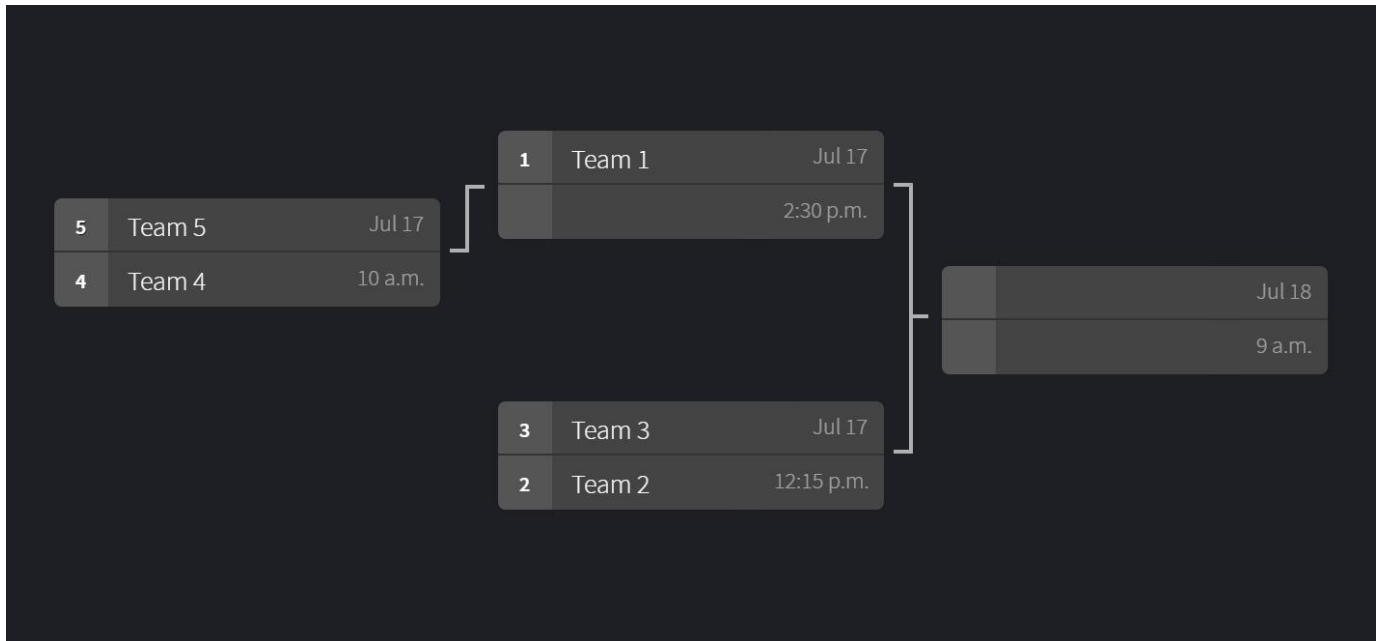 5 Team 5 Jul 17
4 Team 4 10 a.m.
1 Team 1 Jul 17
2:30 p.m.
3 Team 3 Jul 17
2 Team 2 12:15 p.m.
Jul 18
9 a.m.